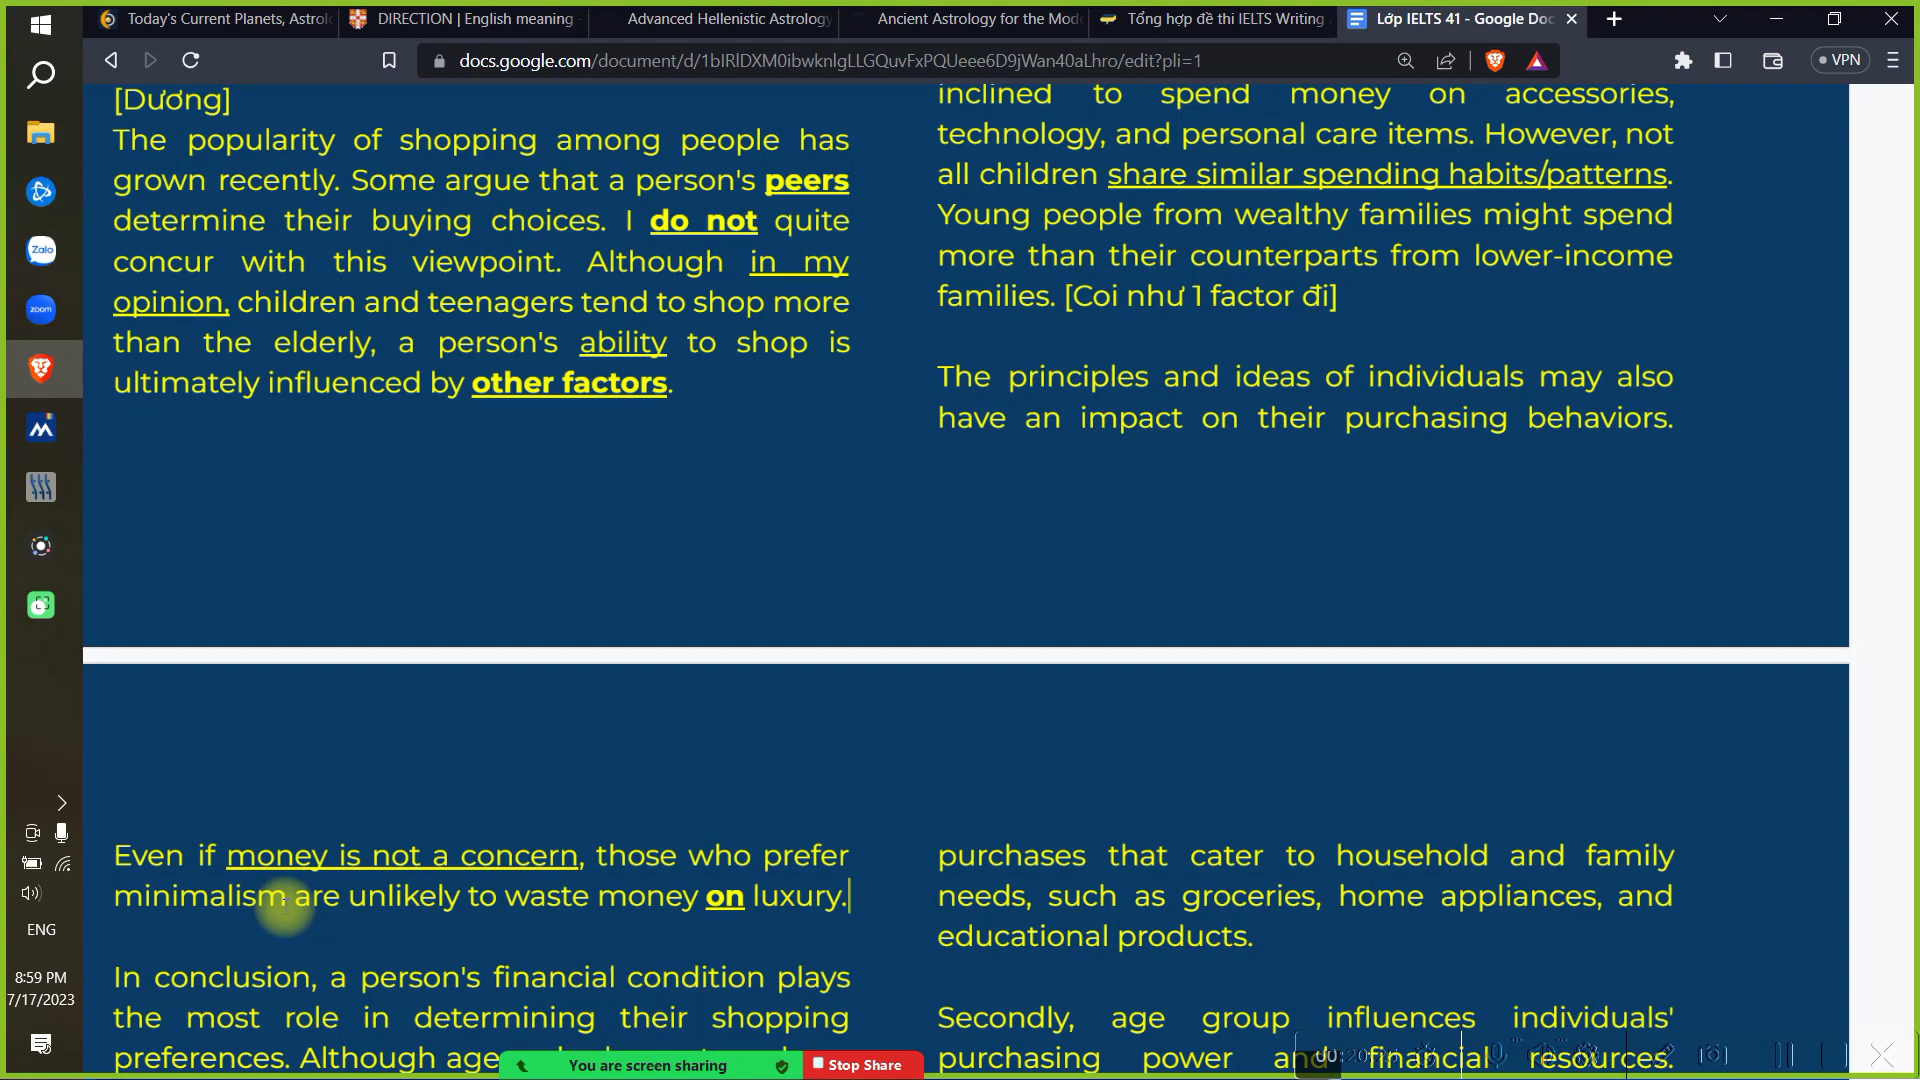 Today's Current Planets, Astrol
DIRECTION | English meaning
Advanced Hellenistic Astrology
Ancient Astrology for the Mod
Tổng hợp đề thi IELTS Writing
Lớp IELTS 41 - Google Doc
docs.google.com/document/d/1bIRlDXM0ibwknlgLLGQuvFxPQUeee6D9jWan40aLhro/edit?pli=1
VPN
Zalo
zoom
ENG
8:59 PM
7/17/2023
[Dương]
The popularity of shopping among people has
grown recently. Some argue that a person's peers
determine their buying choices. I do not quite
concur with this viewpoint. Although in my
opinion, children and teenagers tend to shop more
than the elderly, a person's ability to shop is
ultimately influenced by other factors.
inclined to spend money on accessories,
technology, and personal care items. However, not
all children share similar spending habits/patterns.
Young people from wealthy families might spend
more than their counterparts from lower-income
families. [Coi như 1 factor đi]
The principles and ideas of individuals may also
have an impact on their purchasing behaviors.
Even if money is not a concern, those who prefer
minimalism are unlikely to waste money on luxury.
In conclusion, a person's financial condition plays
the most role in determining their shopping
preferences. Although age
purchases that cater to household and family
needs, such as groceries, home appliances, and
educational products.
Secondly, age group influences individuals'
purchasing power and financial resources.
You are screen sharing
Stop Share